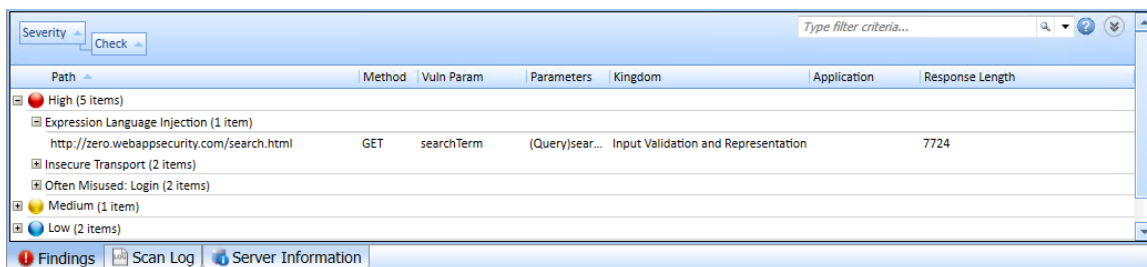 Severity
Check
Type filter criteria...
Path Method Vuln Param Parameters Kingdom Application Response Length
High (5 items)
Expression Language Injection (1 item)
http://zero.webappsecurity.com/search.html GET searchTerm (Query)sear... Input Validation and Representation 7724
Insecure Transport (2 items)
Often Misused: Login (2 items)
Medium (1 item)
Low (2 items)
Findings Scan Log Server Information